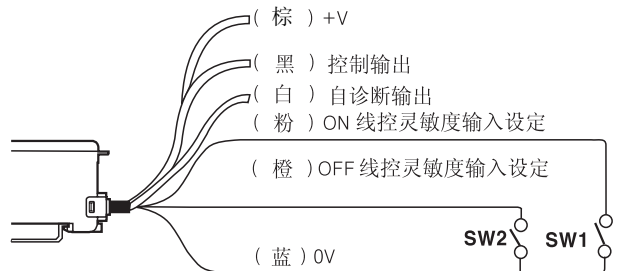 (棕)+V
(黑)控制输出
(白)自诊断输出
(粉)ON 线控灵敏度输入设定
(橙)OFF 线控灵敏度输入设定
SW2 SW1
(蓝)0V